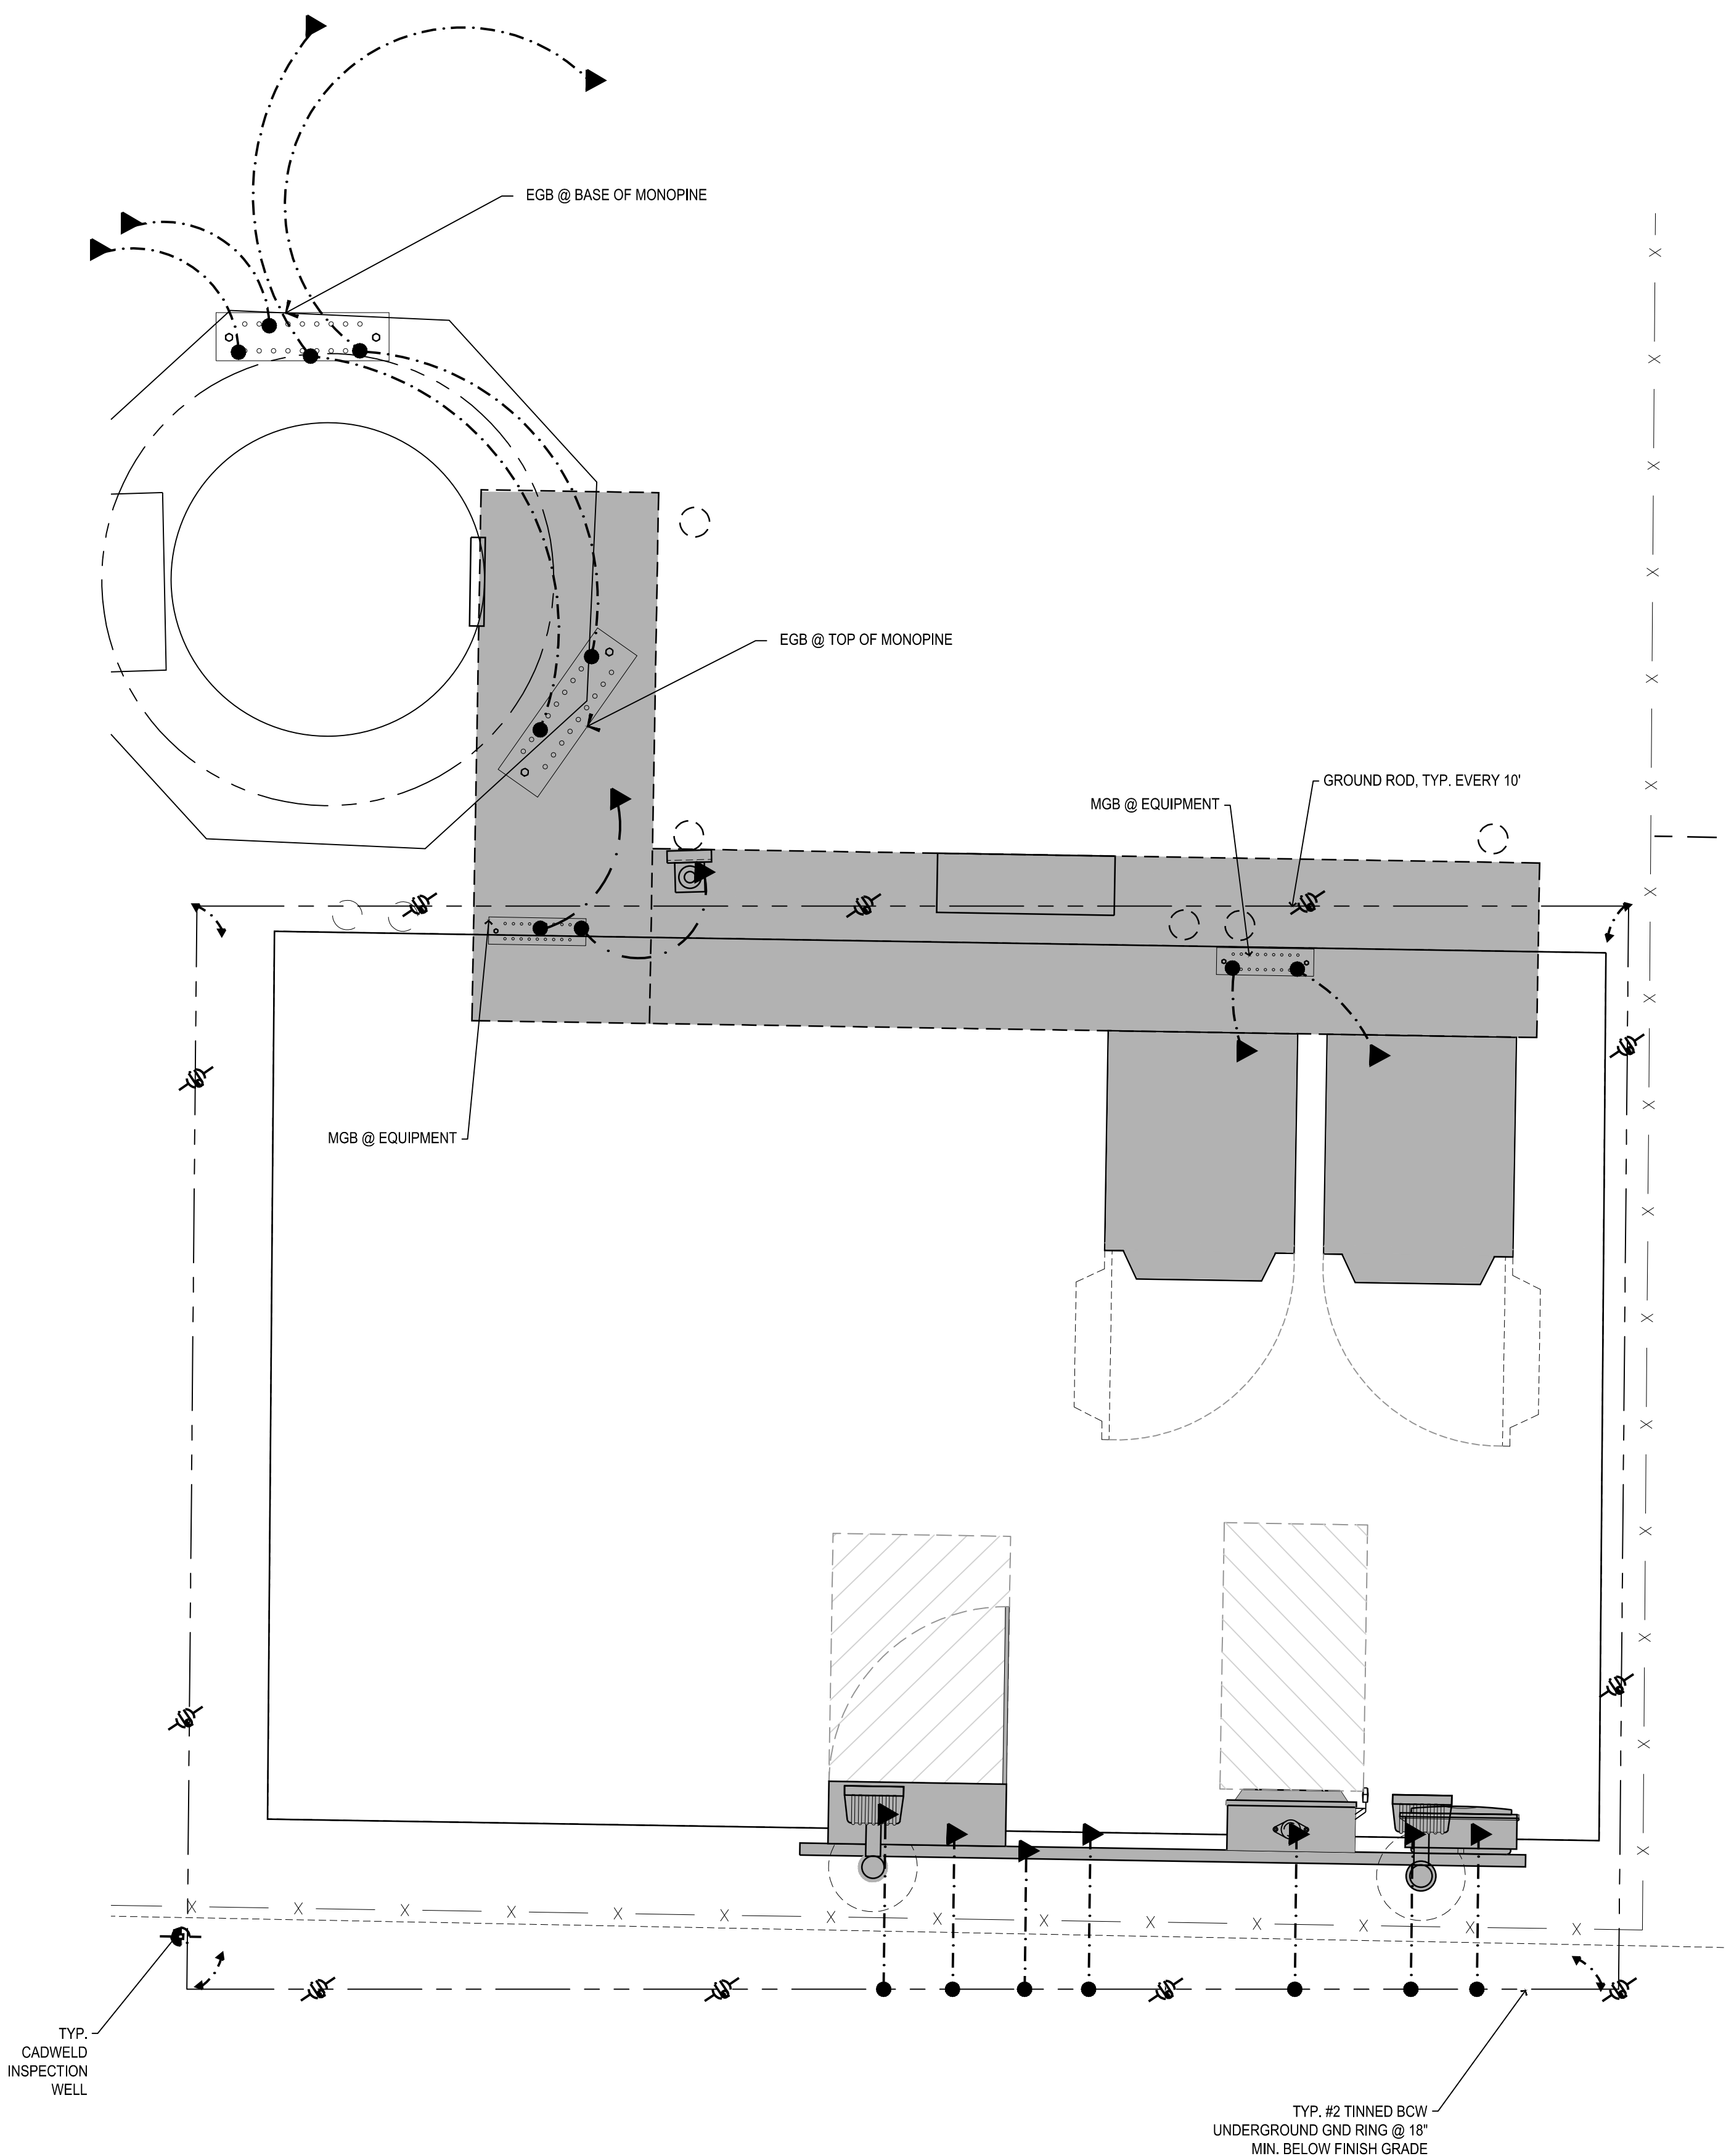 EGB @ BASE OF MONOPINE
EGB @ TOP OF MONOPINE
GROUND ROD, TYP. EVERY 10'
MGB @ EQUIPMENT
MGB @ EQUIPMENT
TYP.
CADWELD
INSPECTION
WELL
TYP. #2 TINNED BCW
UNDERGROUND GND RING @ 18"
MIN. BELOW FINISH GRADE